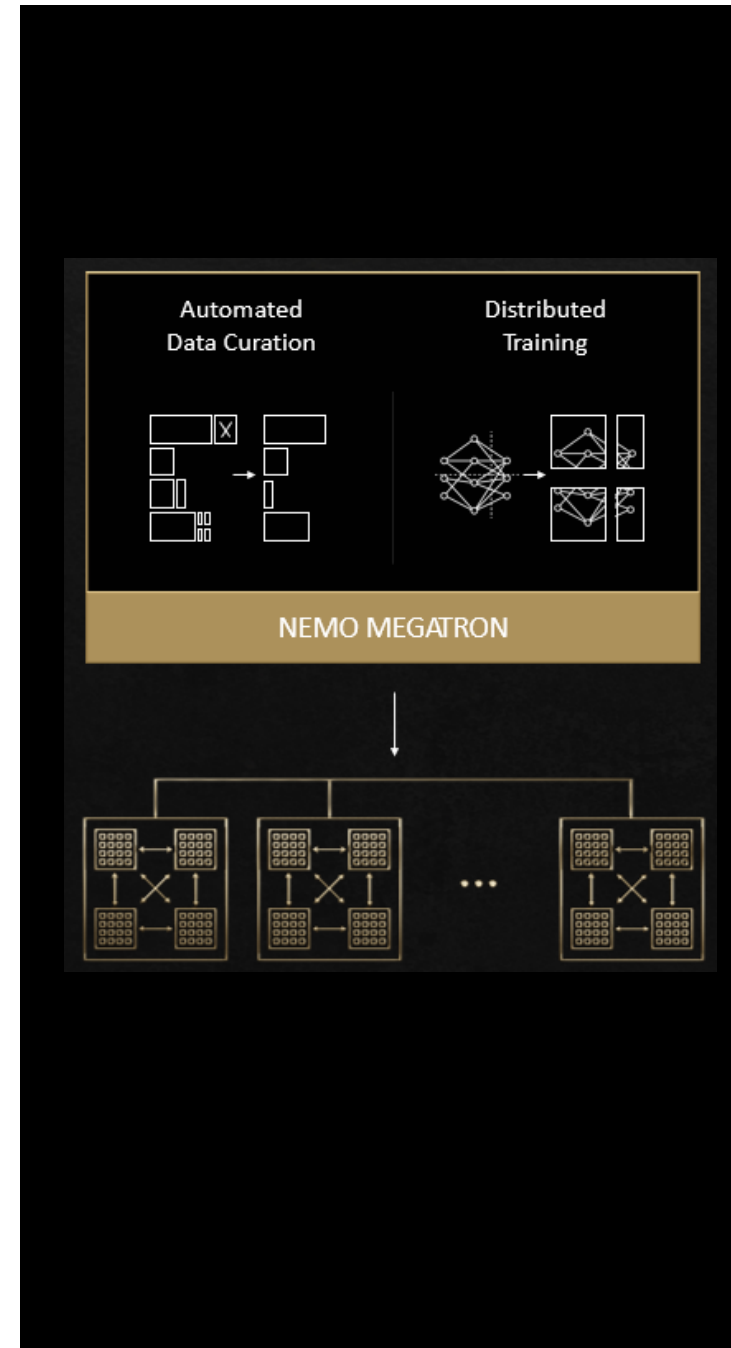 Automated
Data Curation
Distributed
Training
NEMO MEGATRON